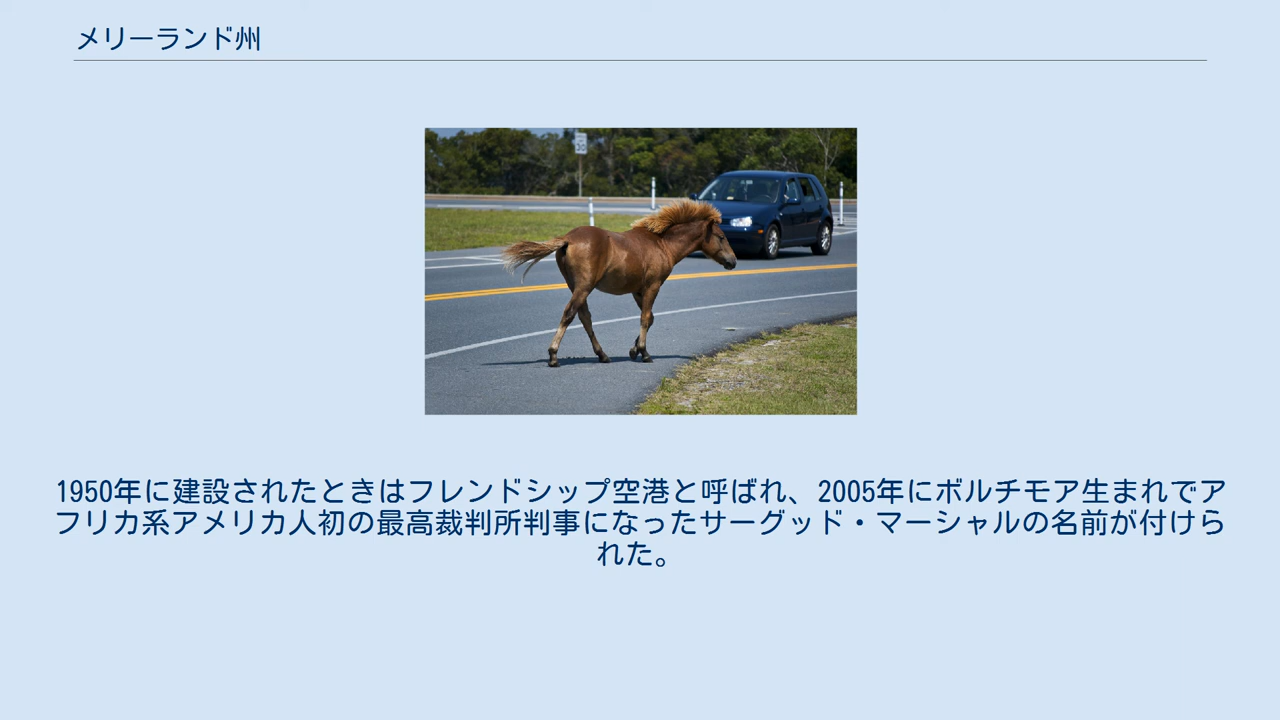 メリーランド州
1950年に建設されたときはフレンドシップ空港と呼ばれ、2005年にボルチモア生まれでア
フリカ系アメリカ人初の最高裁判所判事になったサーグッド・マーシャルの名前が付けら
れた。